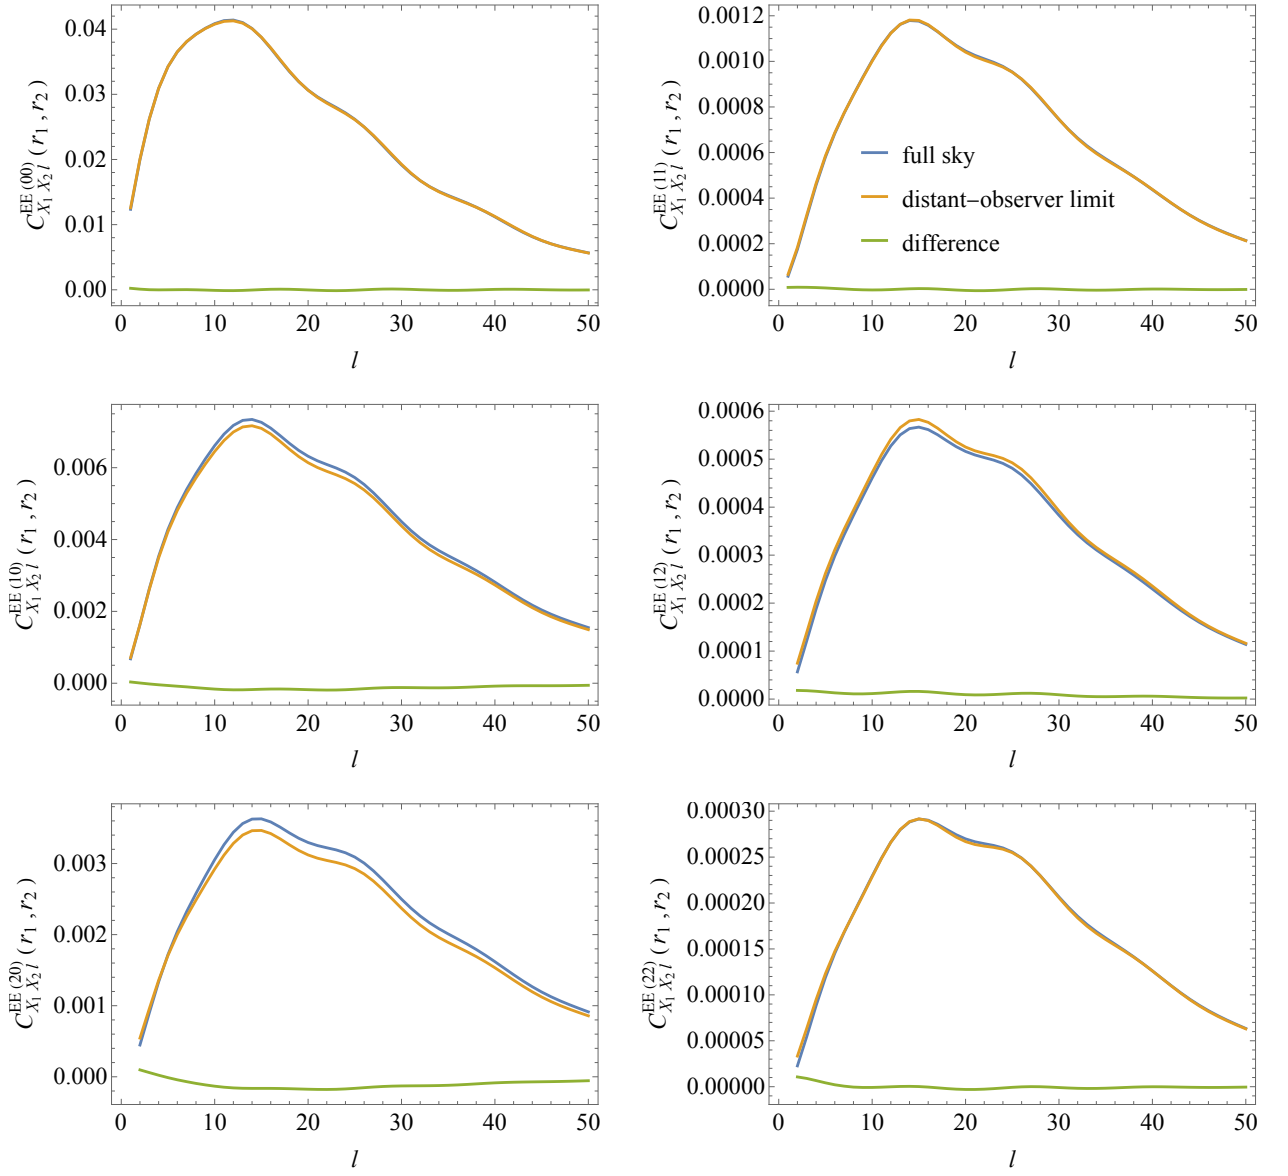 C^{EE (00)}_{X_1 X_2 l} (r_1, r_2)
0.04
0.03
0.02
0.01
0.00
0 10 20 30 40 50
l
C^{EE (11)}_{X_1 X_2 l} (r_1, r_2)
0.0012
0.0010
0.0008
0.0006
0.0004
0.0002
0.0000
full sky
distant-observer limit
difference
0 10 20 30 40 50
l
C^{EE (10)}_{X_1 X_2 l} (r_1, r_2)
0.006
0.004
0.002
0.000
0 10 20 30 40 50
l
C^{EE (12)}_{X_1 X_2 l} (r_1, r_2)
0.0006
0.0005
0.0004
0.0003
0.0002
0.0001
0.0000
0 10 20 30 40 50
l
C^{EE (20)}_{X_1 X_2 l} (r_1, r_2)
0.003
0.002
0.001
0.000
0 10 20 30 40 50
l
C^{EE (22)}_{X_1 X_2 l} (r_1, r_2)
0.00030
0.00025
0.00020
0.00015
0.00010
0.00005
0.00000
0 10 20 30 40 50
l